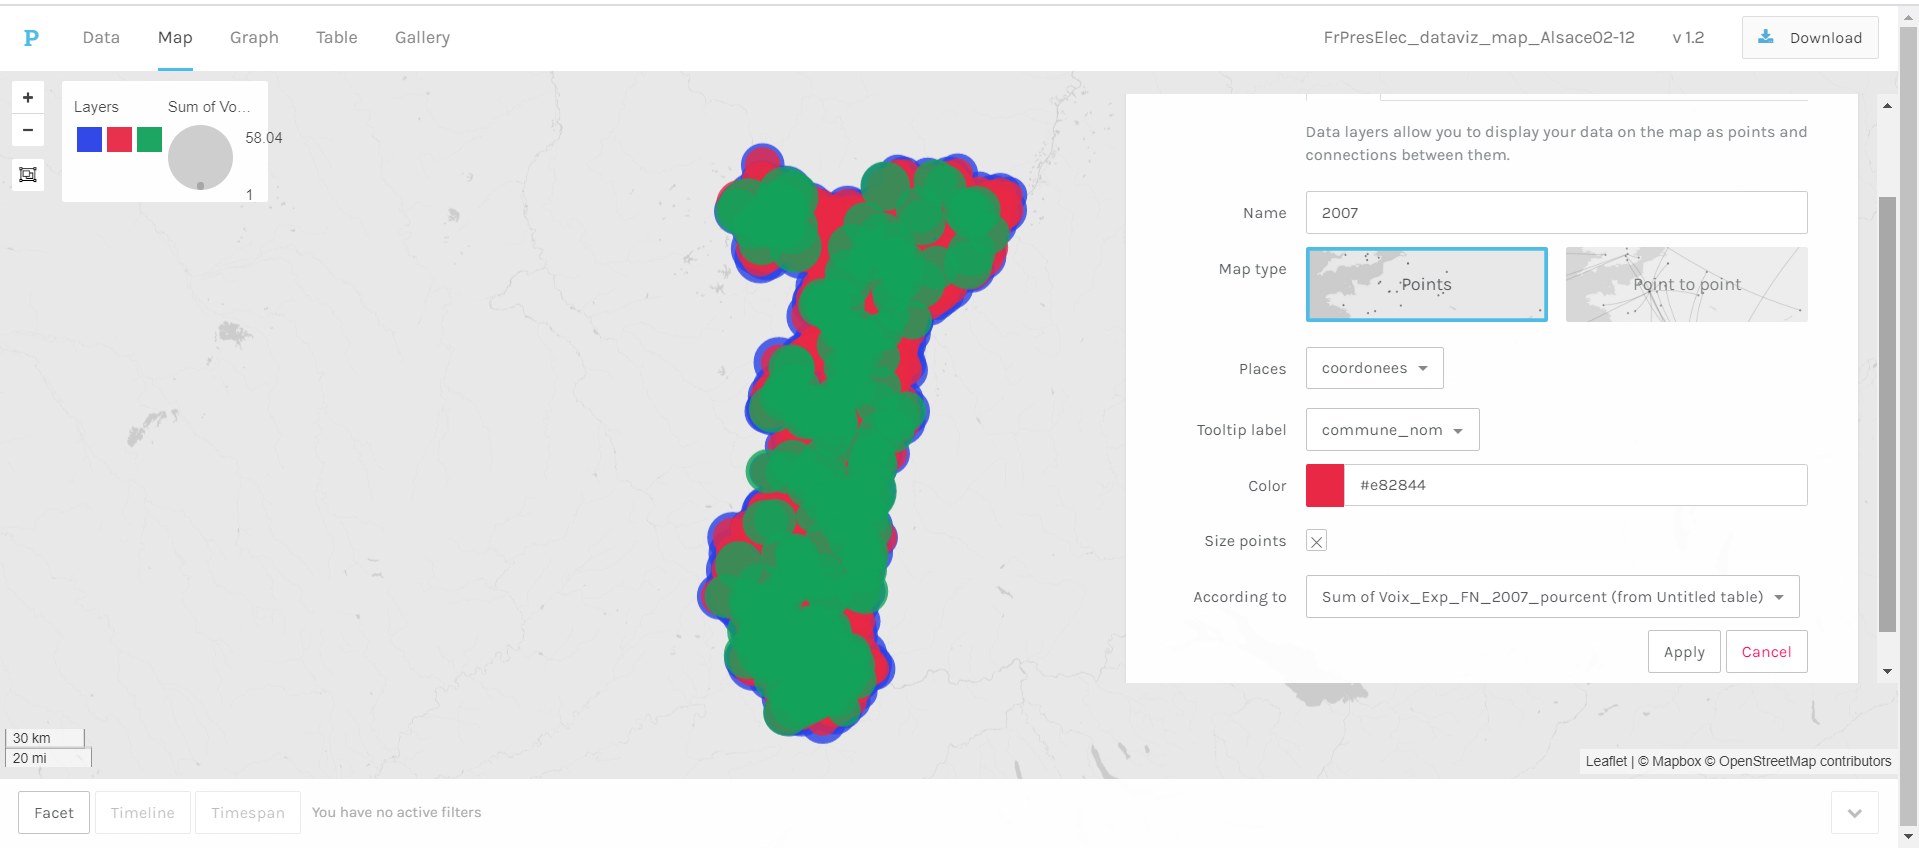 P Data Map Graph Table Gallery FrPresElec_dataviz_map_Alsace02-12 v 1.2 Download
+
−
Layers Sum of Vo...
58.04
1
Data layers allow you to display your data on the map as points and
connections between them.
Name 2007
Map type Points Point to point
Places coordonees
Tooltip label commune_nom
Color #e82844
Size points
According to Sum of Voix_Exp_FN_2007_pourcent (from Untitled table)
Apply Cancel
30 km
20 mi
Leaflet | © Mapbox © OpenStreetMap contributors
Facet Timeline Timespan You have no active filters